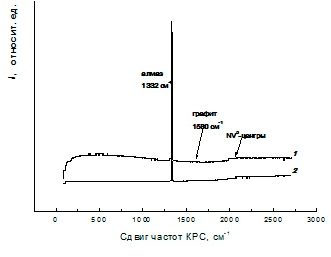 I, относит. ед.
алмаз
1332 см-1
графит
1580 см-1
NV0-центры
1
2
0 500 1000 1500 2000 2500 3000
Сдвиг частот КРС, см-1